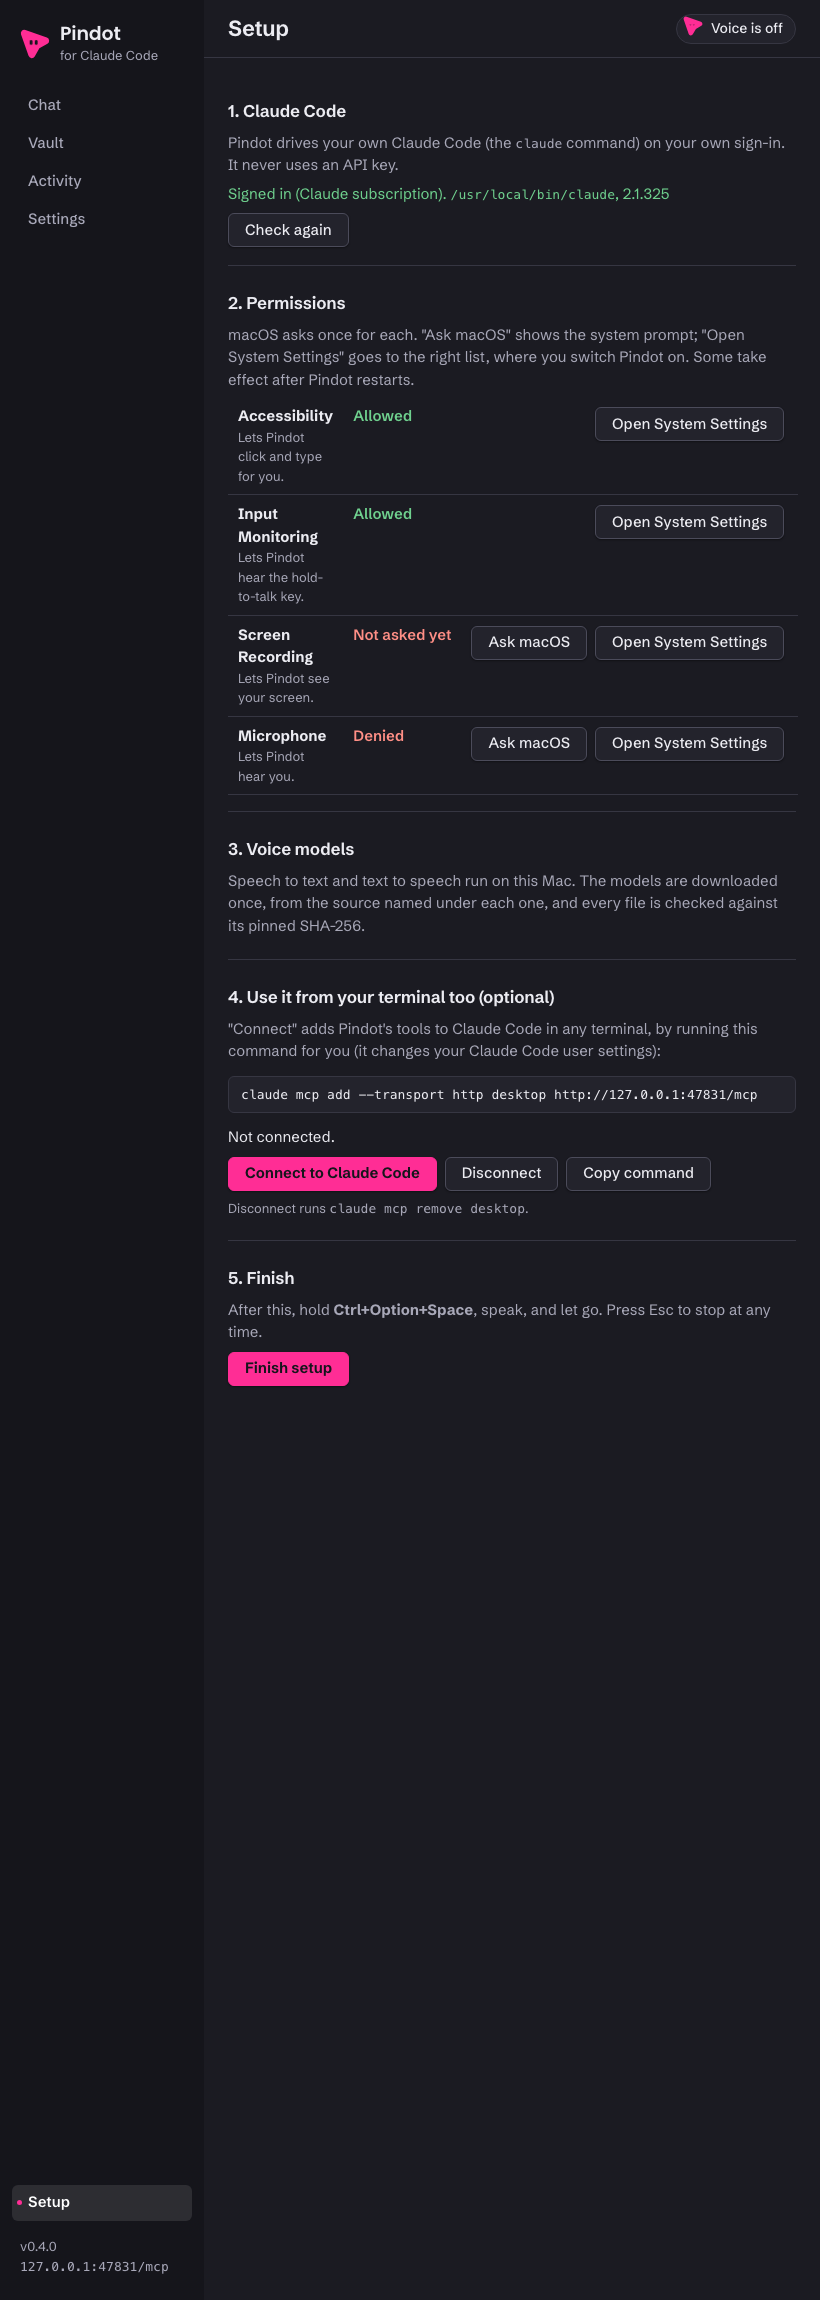 Pindot
for Claude Code
Chat
Vault
Activity
Settings
Setup
Voice is off
1. Claude Code
Pindot drives your own Claude Code (the claude command) on your own sign-in.
It never uses an API key.
Signed in (Claude subscription). /usr/local/bin/claude, 2.1.325
Check again
2. Permissions
macOS asks once for each. "Ask macOS" shows the system prompt; "Open
System Settings" goes to the right list, where you switch Pindot on. Some take
effect after Pindot restarts.
Accessibility
Lets Pindot
click and type
for you.
Allowed
Open System Settings
Input
Monitoring
Lets Pindot
hear the hold-
to-talk key.
Allowed
Open System Settings
Screen
Recording
Lets Pindot see
your screen.
Not asked yet
Ask macOS
Open System Settings
Microphone
Lets Pindot
hear you.
Denied
Ask macOS
Open System Settings
3. Voice models
Speech to text and text to speech run on this Mac. The models are downloaded
once, from the source named under each one, and every file is checked against
its pinned SHA-256.
4. Use it from your terminal too (optional)
"Connect" adds Pindot's tools to Claude Code in any terminal, by running this
command for you (it changes your Claude Code user settings):
claude mcp add --transport http desktop http://127.0.0.1:47831/mcp
Not connected.
Connect to Claude Code
Disconnect
Copy command
Disconnect runs claude mcp remove desktop.
5. Finish
After this, hold Ctrl+Option+Space, speak, and let go. Press Esc to stop at any
time.
Finish setup
Setup
v0.4.0
127.0.0.1:47831/mcp